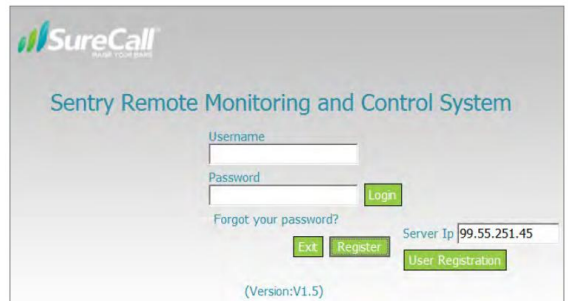 SureCall
RAISE YOUR BARS
Sentry Remote Monitoring and Control System
Username
Password
Login
Forgot your password?
Exit Register
Server Ip 99.55.251.45
User Registration
(Version:V1.5)